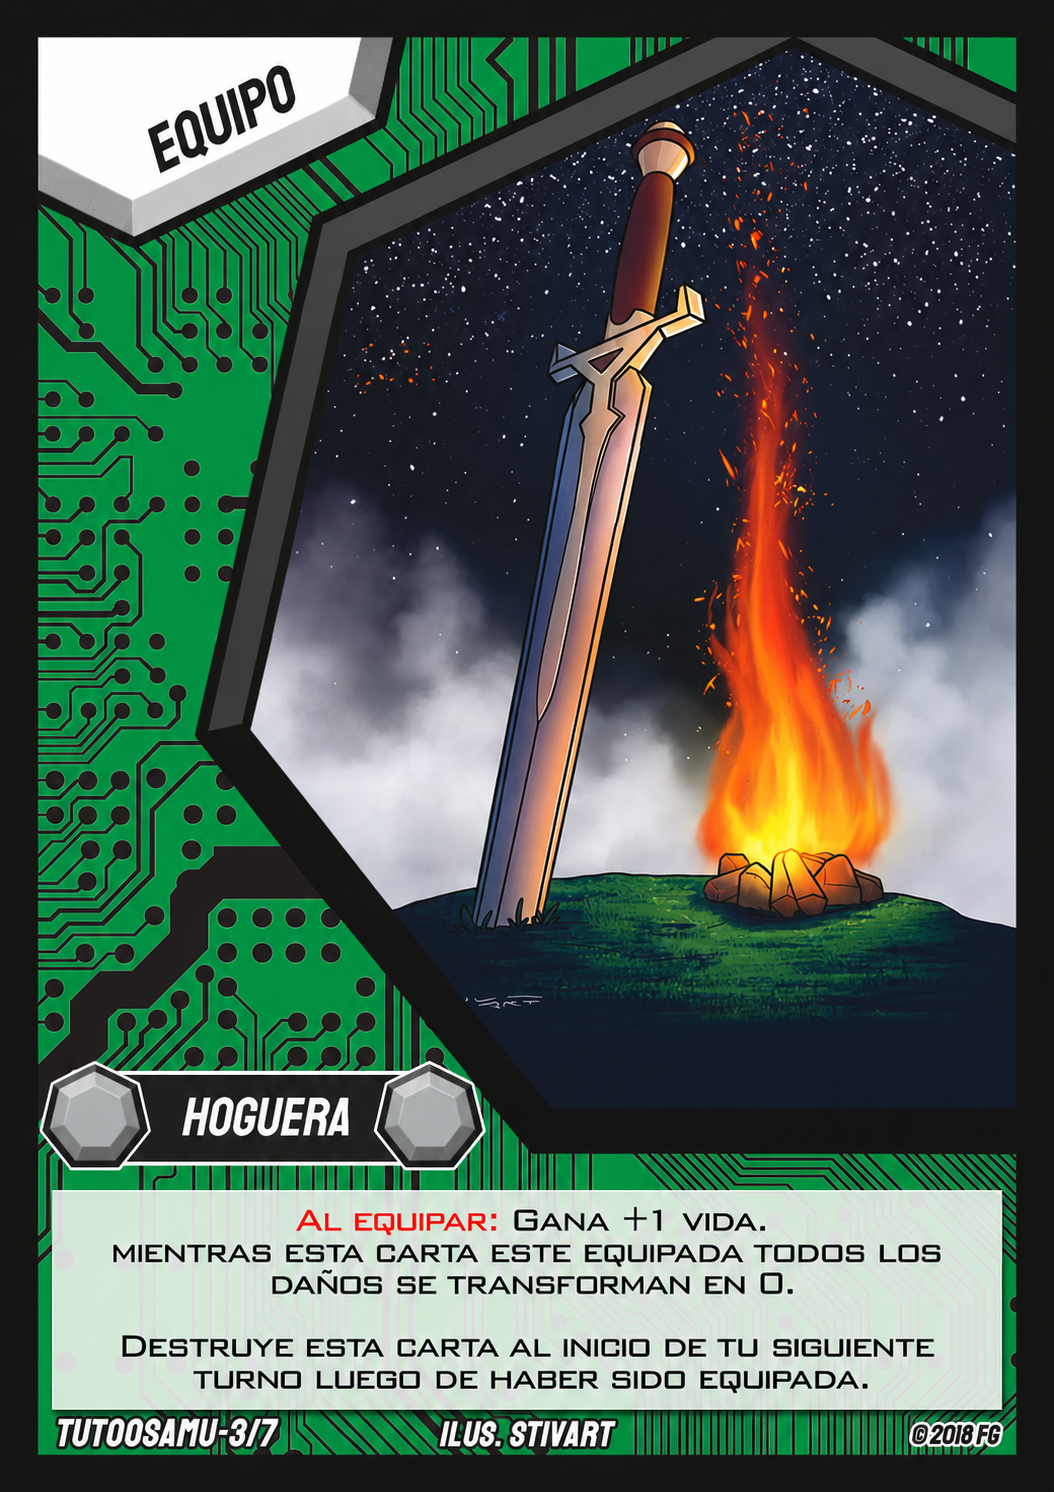 EQUIPO
HOGUERA
AL EQUIPAR: GANA +1 VIDA.
MIENTRAS ESTA CARTA ESTE EQUIPADA TODOS LOS
DAÑOS SE TRANSFORMAN EN 0.
DESTRUYE ESTA CARTA AL INICIO DE TU SIGUIENTE
TURNO LUEGO DE HABER SIDO EQUIPADA.
TUTOOSAMU-3/7 ILUS. STIVART ©2018 FG